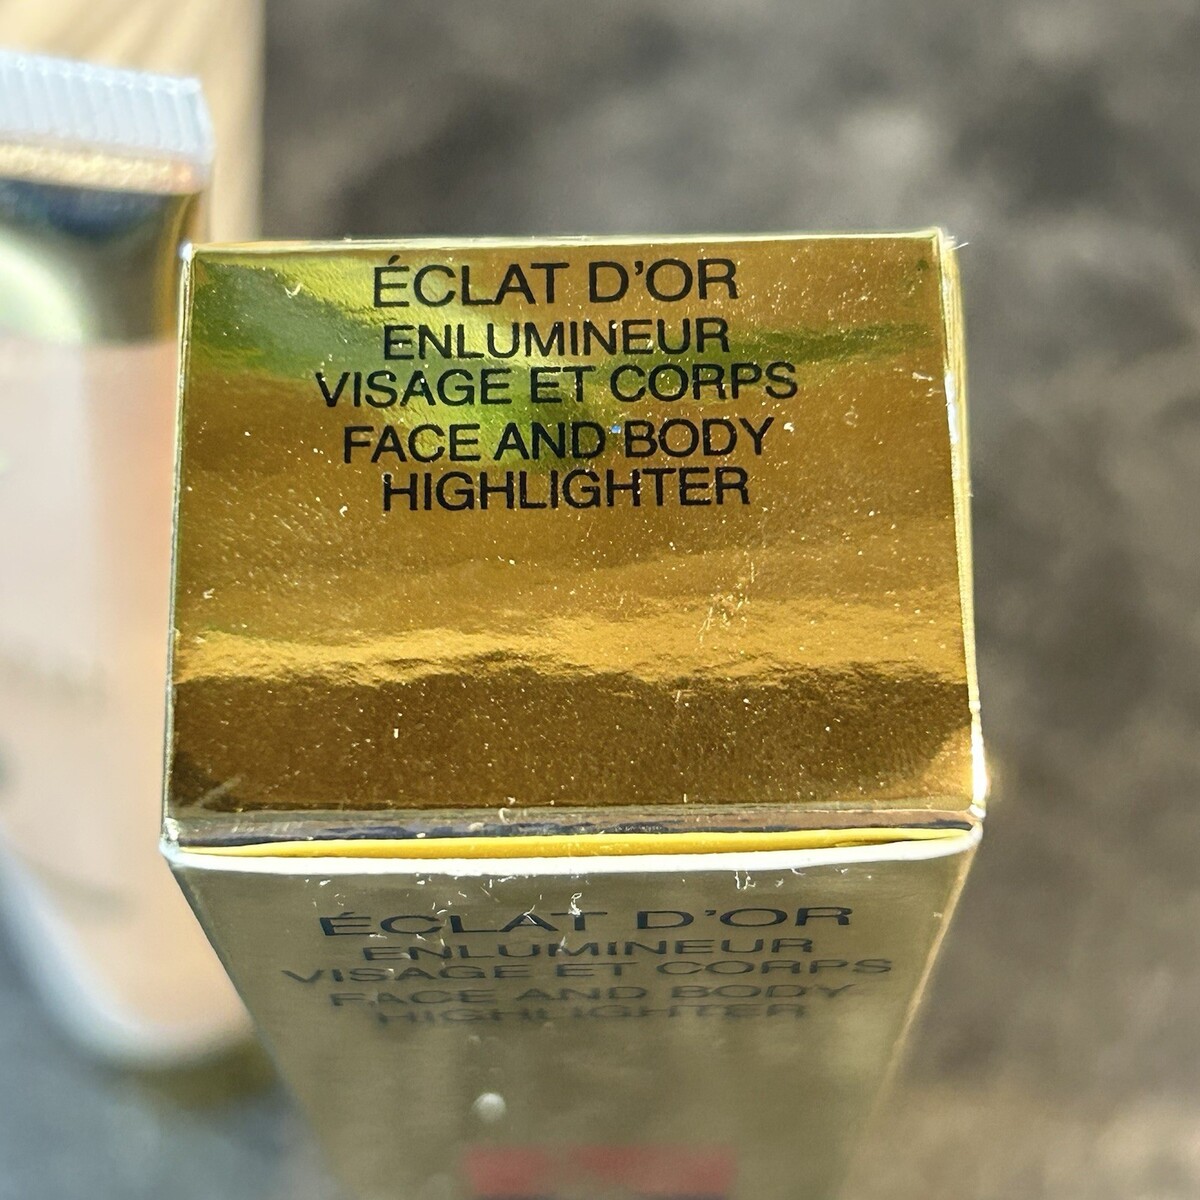 ÉCLAT D'OR
ENLUMINEUR
VISAGE ET CORPS
FACE AND BODY
HIGHLIGHTER
ÉCLAT D'OR
ENLUMINEUR
VISAGE ET CORPS
FACE AND BODY
HIGHLIGHTER